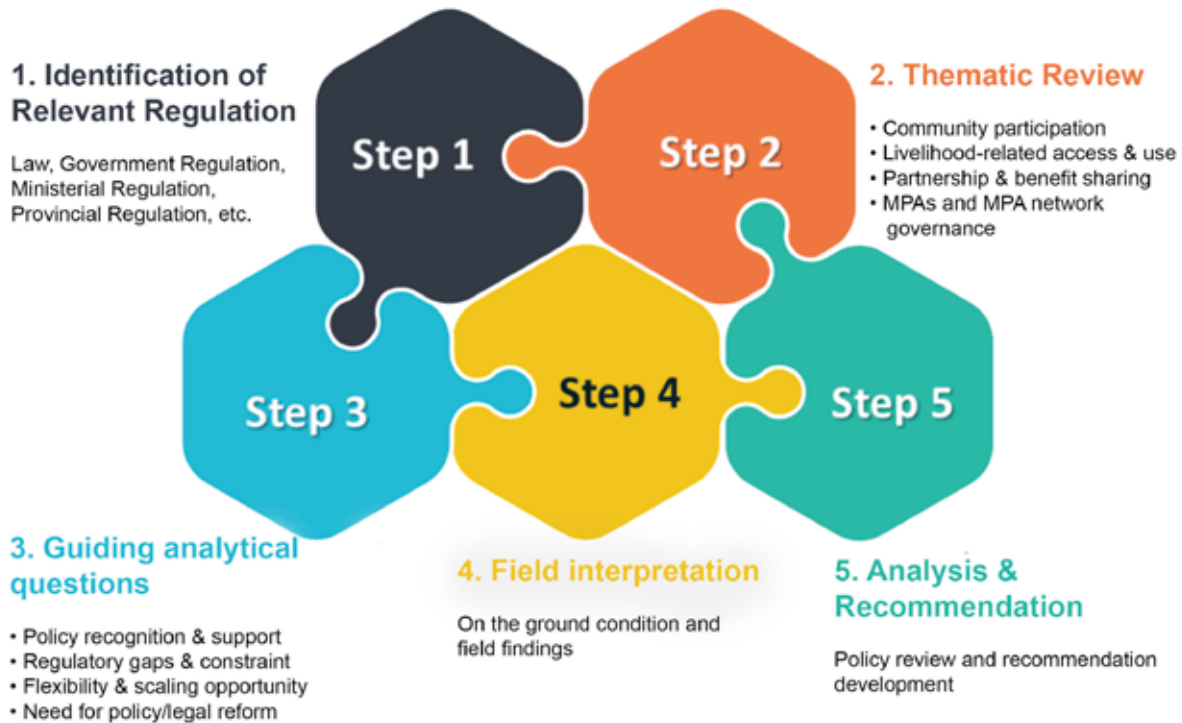 1. Identification of
Relevant Regulation
Law, Government Regulation,
Ministerial Regulation,
Provincial Regulation, etc.
Step 1
Step 2
2. Thematic Review
• Community participation
• Livelihood-related access & use
• Partnership & benefit sharing
• MPAs and MPA network
governance
Step 3
Step 4
Step 5
3. Guiding analytical
questions
• Policy recognition & support
• Regulatory gaps & constraint
• Flexibility & scaling opportunity
• Need for policy/legal reform
4. Field interpretation
On the ground condition and
field findings
5. Analysis &
Recommendation
Policy review and recommendation
development